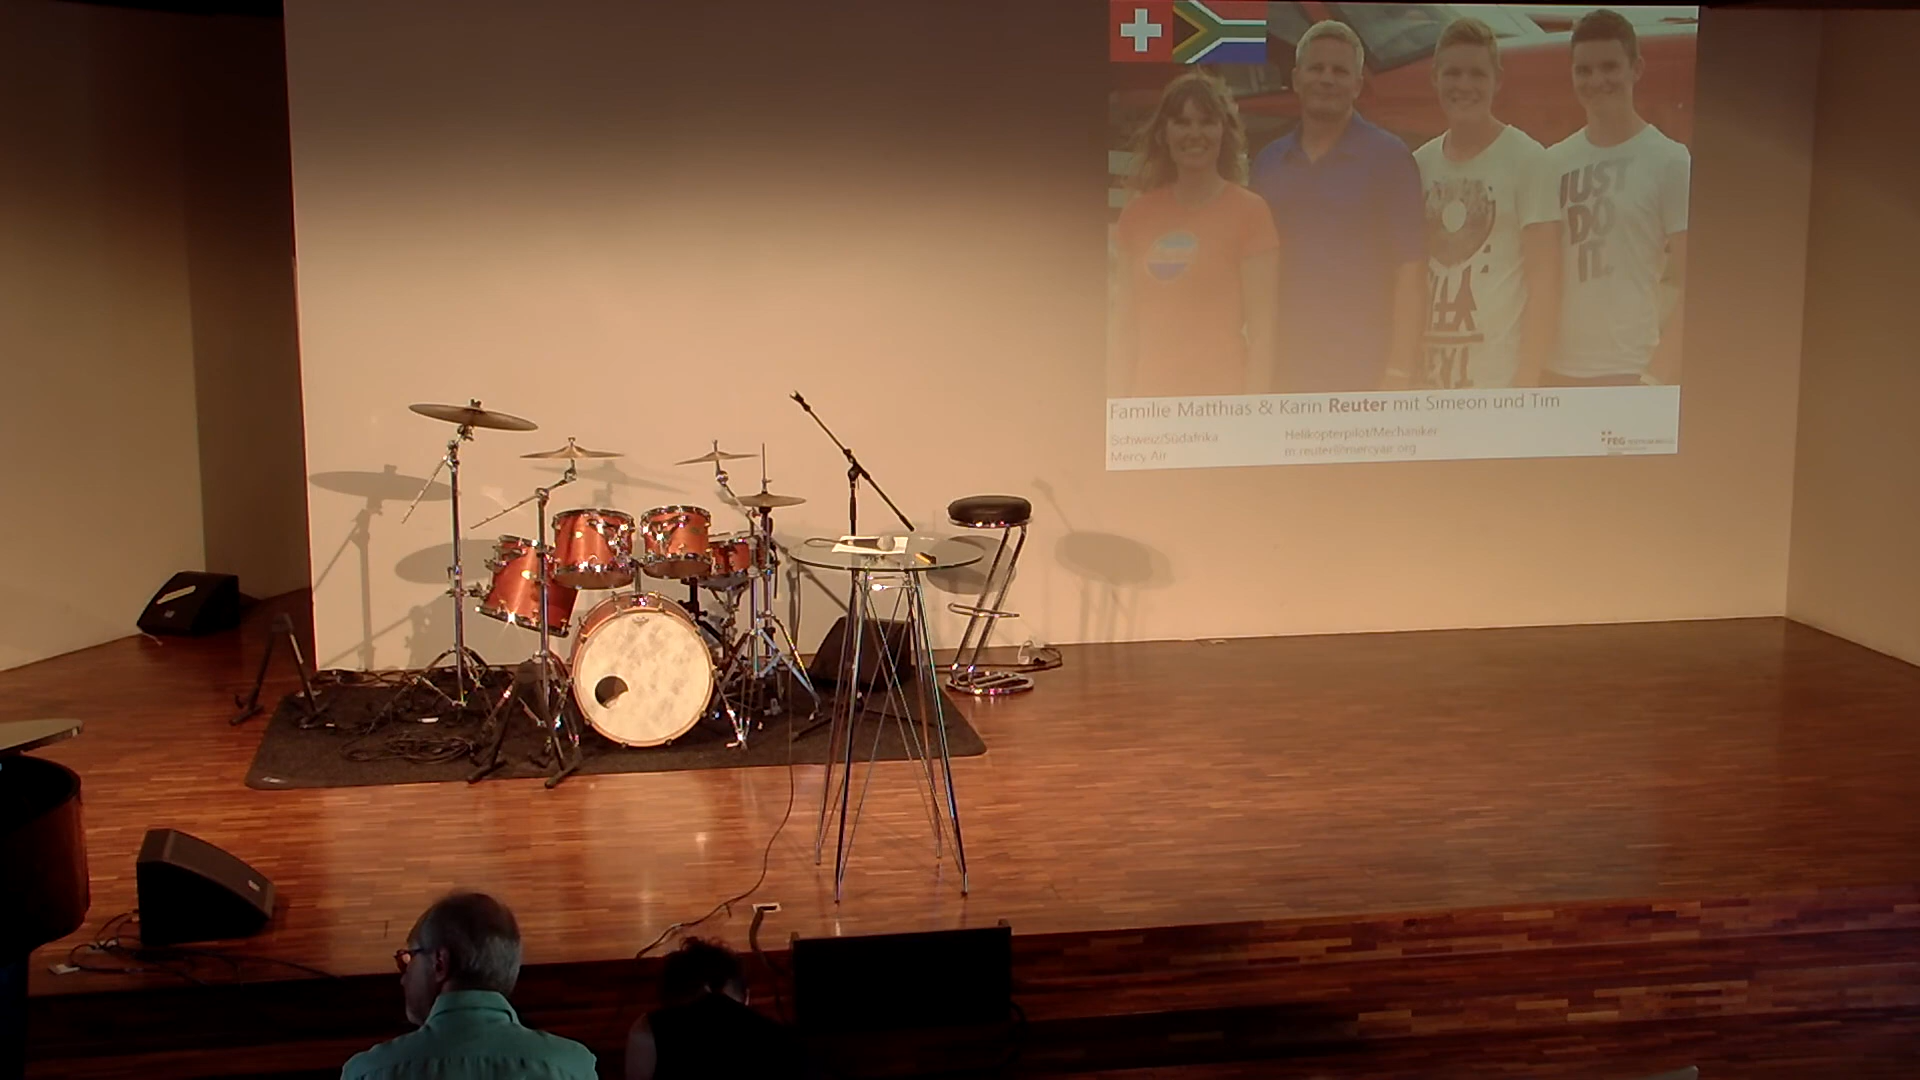 JUST
DO
IT.
Familie Matthias & Karin Reuter mit Simeon und Tim
Schweiz/Südafrika
Helikopterpilot/Mechaniker
Mercy Air
m.reuter@mercyair.org
FEG